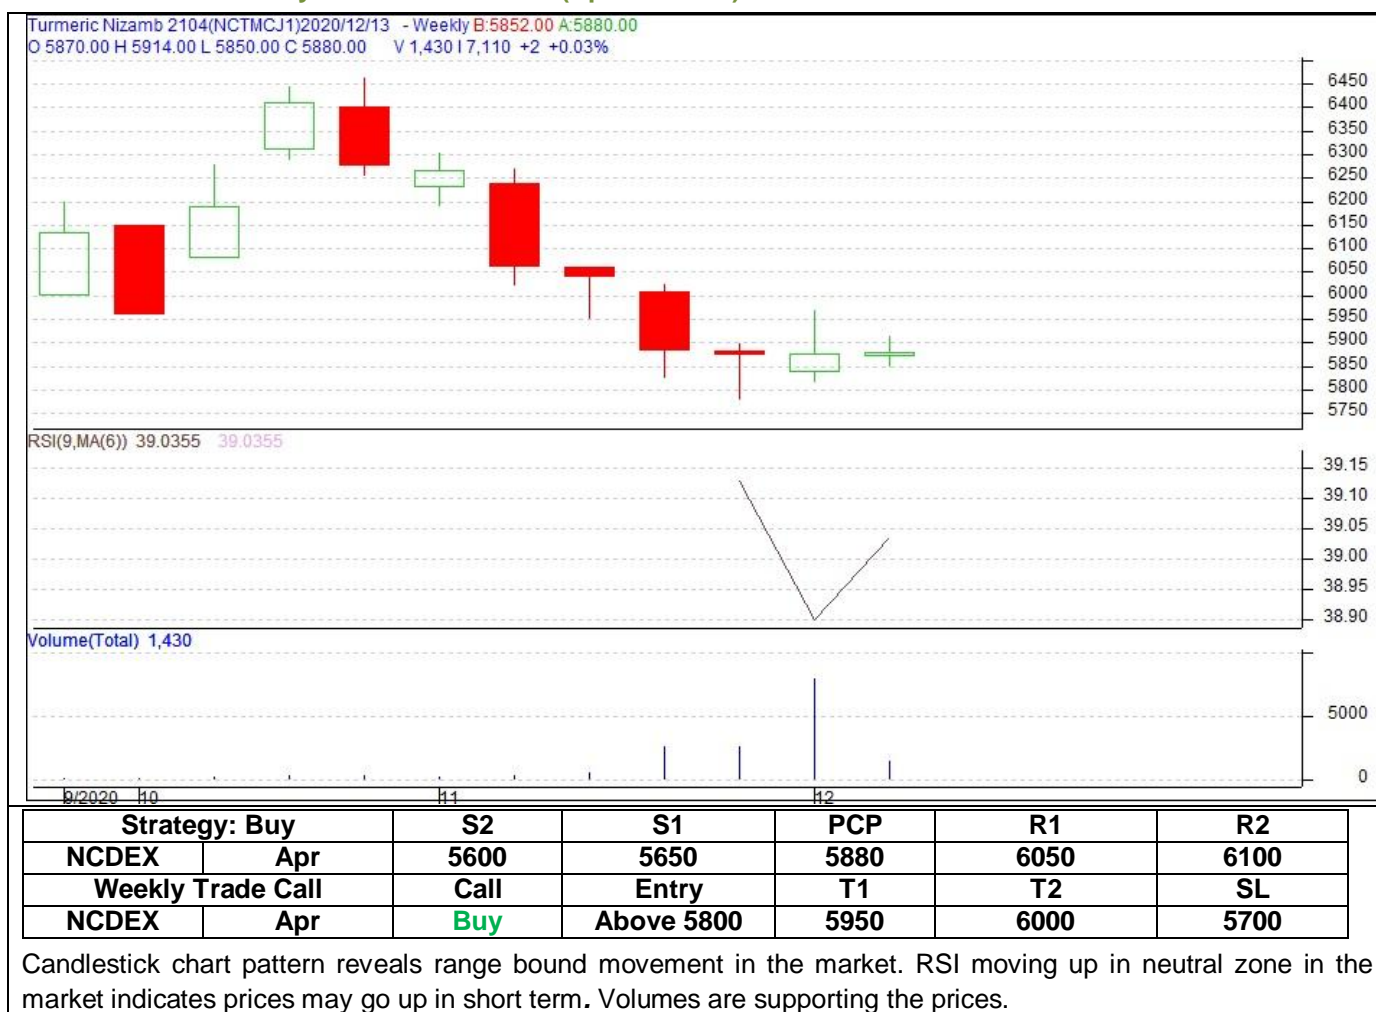 Turmeric Nizamb 2104(NCTMCJ1)2020/12/13 - Weekly B:5852.00 A:5880.00
O 5870.00 H 5914.00 L 5850.00 C 5880.00 V 1,430 I 7,110 +2 +0.03%
6450
6400
6350
6300
6250
6200
6150
6100
6050
6000
5950
5900
5850
5800
5750
RSI(9,MA(6)) 39.0355 39.0355
39.15
39.10
39.05
39.00
38.95
38.90
Volume(Total) 1,430
5000
0
9/2020 10 11 12
Strategy: Buy S2 S1 PCP R1 R2
NCDEX Apr 5600 5650 5880 6050 6100
Weekly Trade Call Call Entry T1 T2 SL
NCDEX Apr Buy Above 5800 5950 6000 5700
Candlestick chart pattern reveals range bound movement in the market. RSI moving up in neutral zone in the
market indicates prices may go up in short term. Volumes are supporting the prices.